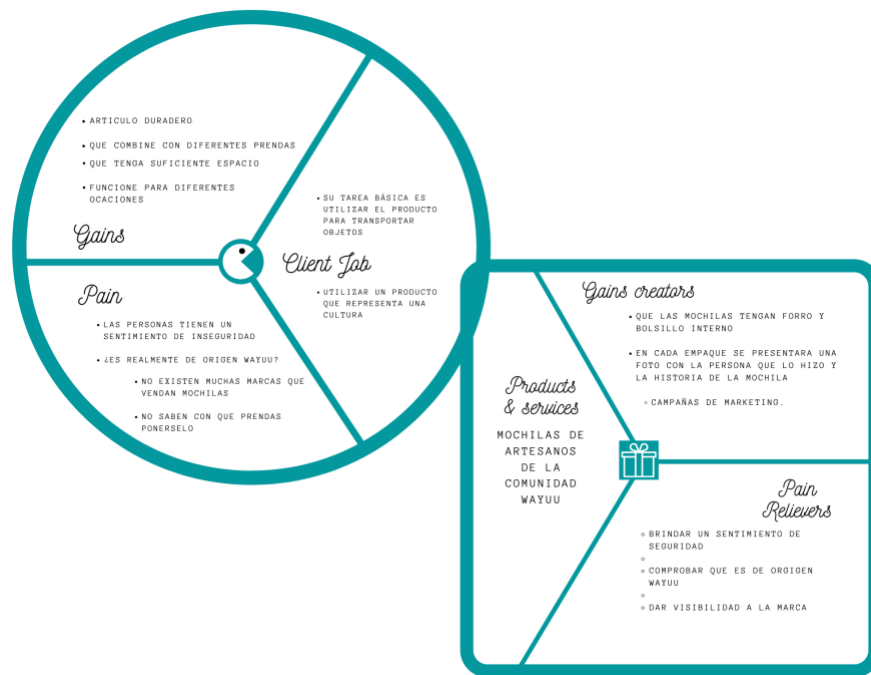 • ARTICULO DURADERO
• QUE COMBINE CON DIFERENTES PRENDAS
• QUE TENGA SUFICIENTE ESPACIO
• FUNCIONE PARA DIFERENTES
OCACIONES
Gains
• SU TAREA BÁSICA ES
UTILIZAR EL PRODUCTO
PARA TRANSPORTAR
OBJETOS
Client Job
• UTILIZAR UN PRODUCTO
QUE REPRESENTA UNA
CULTURA
Pain
• LAS PERSONAS TIENEN UN
SENTIMIENTO DE INSEGURIDAD
• ¿ES REALMENTE DE ORIGEN WAYUU?
• NO EXISTEN MUCHAS MARCAS QUE
VENDAN MOCHILAS
• NO SABEN CON QUE PRENDAS
PONERSELO
Gains creators
• QUE LAS MOCHILAS TENGAN FORRO Y
BOLSILLO INTERNO
• EN CADA EMPAQUE SE PRESENTARA UNA
FOTO CON LA PERSONA QUE LO HIZO Y
LA HISTORIA DE LA MOCHILA
○ CAMPAÑAS DE MARKETING.
Products
& services
MOCHILAS DE
ARTESANOS
DE LA
COMUNIDAD
WAYUU
Pain
Relievers
○ BRINDAR UN SENTIMIENTO DE
SEGURIDAD
○ COMPROBAR QUE ES DE ORGIGEN
WAYUU
○ DAR VISIBILIDAD A LA MARCA